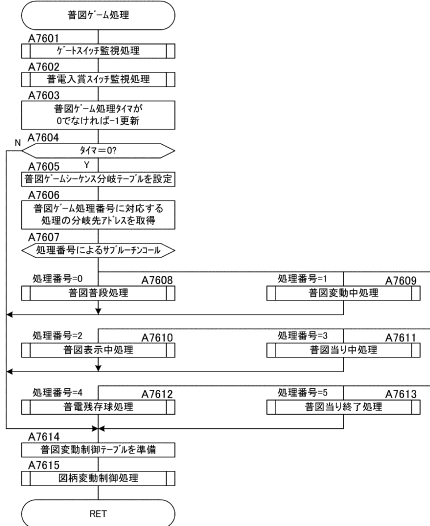 普図ゲーム処理
A7601
ゲートスイッチ監視処理
A7602
普電入賞スイッチ監視処理
A7603
普図ゲーム処理タイマが
0でなければ-1更新
A7604
N
タイマ=0?
Y
A7605
普図ゲームシーケンス分岐テーブルを設定
A7606
普図ゲーム処理番号に対応する
処理の分岐先アドレスを取得
A7607
処理番号によるサブルーチンコール
処理番号=0
A7608
普図普段処理
処理番号=1
A7609
普図変動中処理
処理番号=2
A7610
普図表示中処理
処理番号=3
A7611
普図当り中処理
処理番号=4
A7612
普電残存球処理
処理番号=5
A7613
普図当り終了処理
A7614
普図変動制御テーブルを準備
A7615
図柄変動制御処理
RET